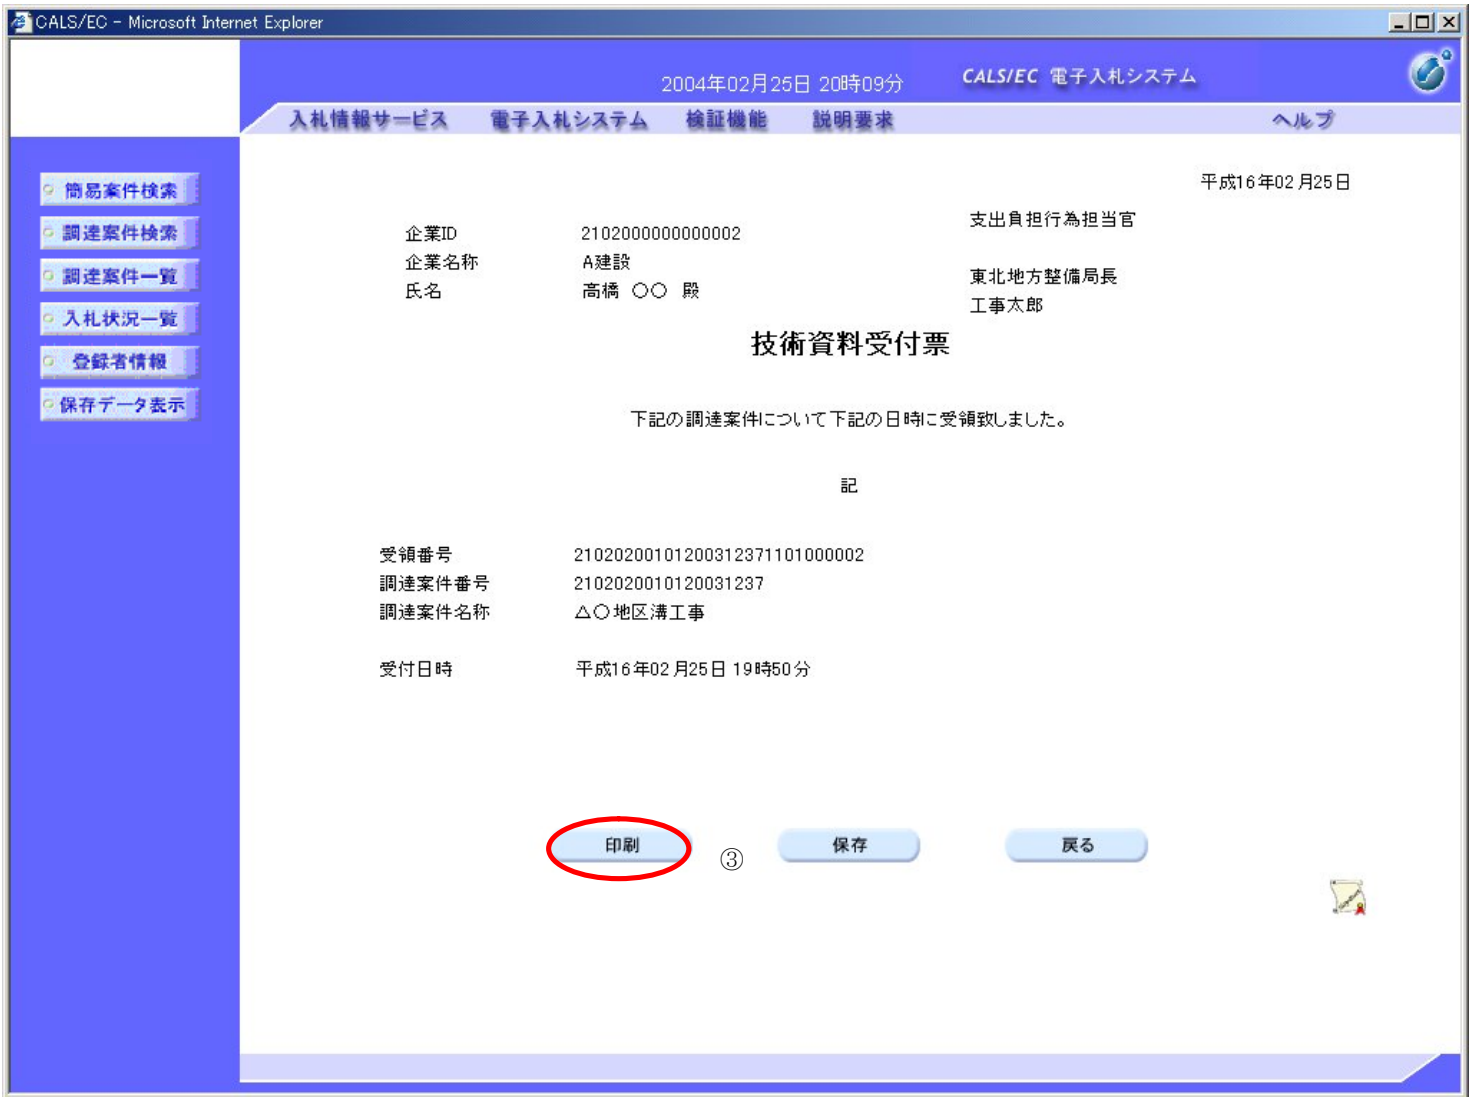 CALS/EC - Microsoft Internet Explorer
2004年02月25日 20時09分
CALS/EC 電子入札システム
入札情報サービス 電子入札システム 検証機能 説明要求 ヘルプ
簡易案件検索
調達案件検索
調達案件一覧
入札状況一覧
登録者情報
保存データ表示
平成16年02月25日
支出負担行為担当官
企業ID 2102000000000002
企業名称 A建設
東北地方整備局長
氏名 高橋 〇〇 殿
工事太郎
技術資料受付票
下記の調達案件について下記の日時に受領致しました。
記
受領番号 21020200101200312371101000002
調達案件番号 2102020010120031237
調達案件名称 △〇地区溝工事
受付日時 平成16年02月25日 19時50分
印刷 ③ 保存 戻る